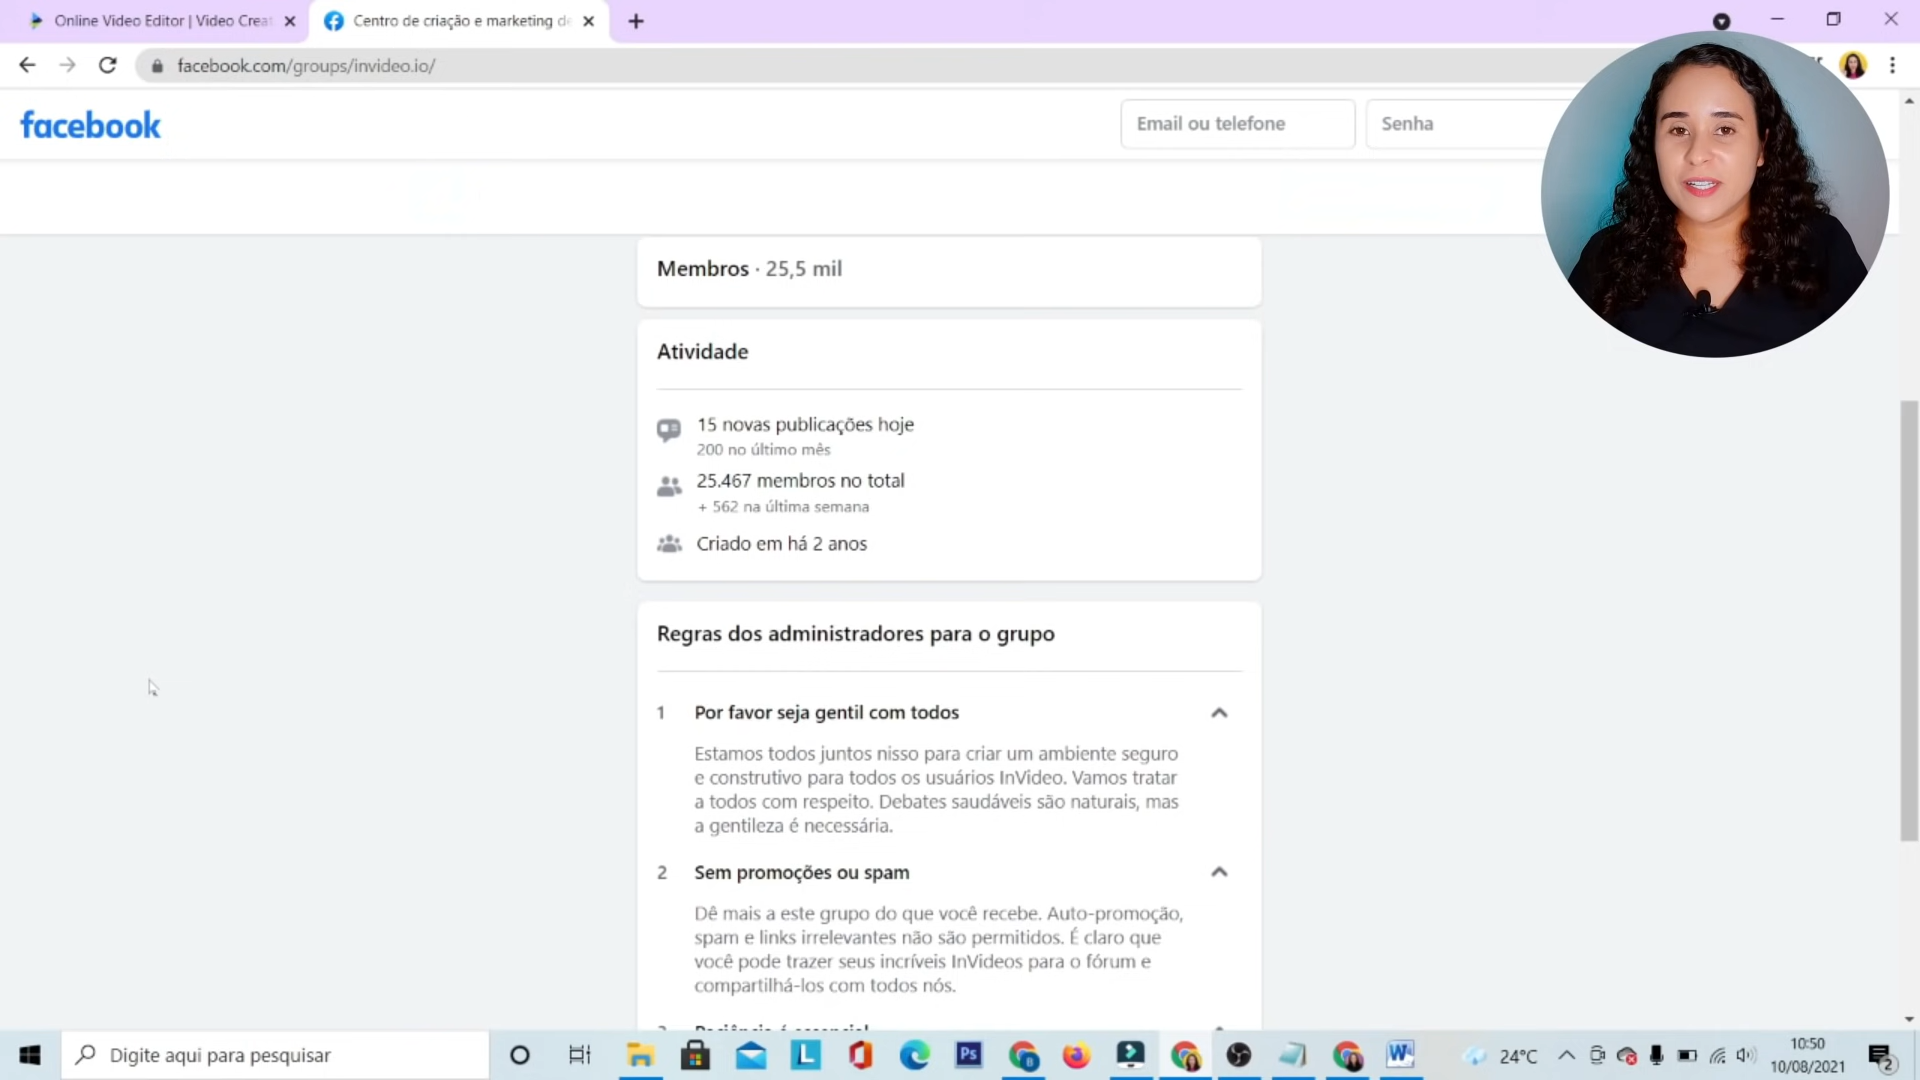 Online Video Editor | Video Creat
Centro de criação e marketing de
facebook.com/groups/invideo.io/
facebook
Email ou telefone
Senha
Membros · 25,5 mil
Atividade
15 novas publicações hoje
200 no último mês
25.467 membros no total
+ 562 na última semana
Criado em há 2 anos
Regras dos administradores para o grupo
1 Por favor seja gentil com todos
Estamos todos juntos nisso para criar um ambiente seguro
e construtivo para todos os usuários InVideo. Vamos tratar
a todos com respeito. Debates saudáveis são naturais, mas
a gentileza é necessária.
2 Sem promoções ou spam
Dê mais a este grupo do que você recebe. Auto-promoção,
spam e links irrelevantes não são permitidos. É claro que
você pode trazer seus incríveis InVideos para o fórum e
compartilhá-los com todos nós.
Digite aqui para pesquisar
L
Ps
B
W
24°C
10:50
10/08/2021
2